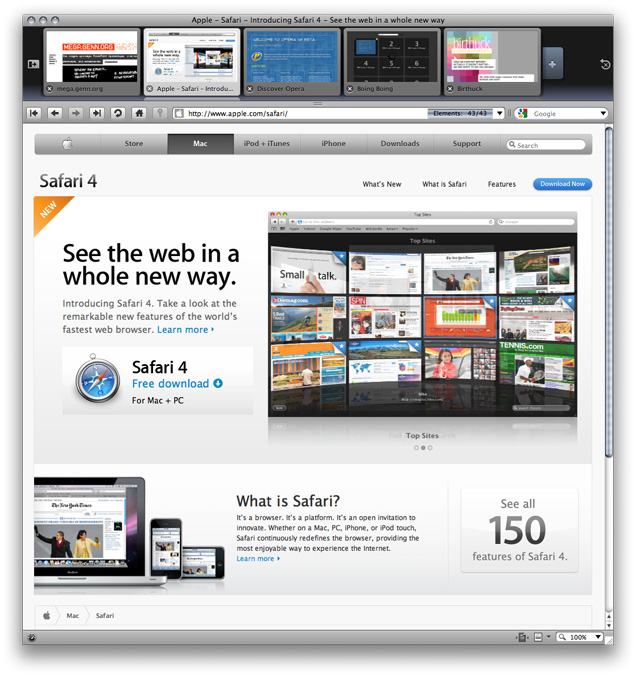 Apple – Safari – Introducing Safari 4 – See the web in a whole new way
MEGA.GENN.ORG
mega.genn.org
Apple – Safari – Introdu...
Discover Opera
Boing Boing
Birthuck
http://www.apple.com/safari/
Elements: 43/43
Google
Store
Mac
iPod + iTunes
iPhone
Downloads
Support
Search
Safari 4
What's New
What is Safari
Features
Download Now
NEW
See the web in a
whole new way.
Introducing Safari 4. Take a look at the
remarkable new features of the world's
fastest web browser. Learn more
Safari 4
Free download
For Mac + PC
Top Sites
Top Sites
Small talk.
TENNIS.com
Top Sites
What is Safari?
It's a browser. It's a platform. It's an open invitation to
innovate. Whether on a Mac, PC, iPhone, or iPod touch,
Safari continuously redefines the browser, providing the
most enjoyable way to experience the Internet.
Learn more
See all
150
features of Safari 4.
The New York Times
Mac
Safari
100%